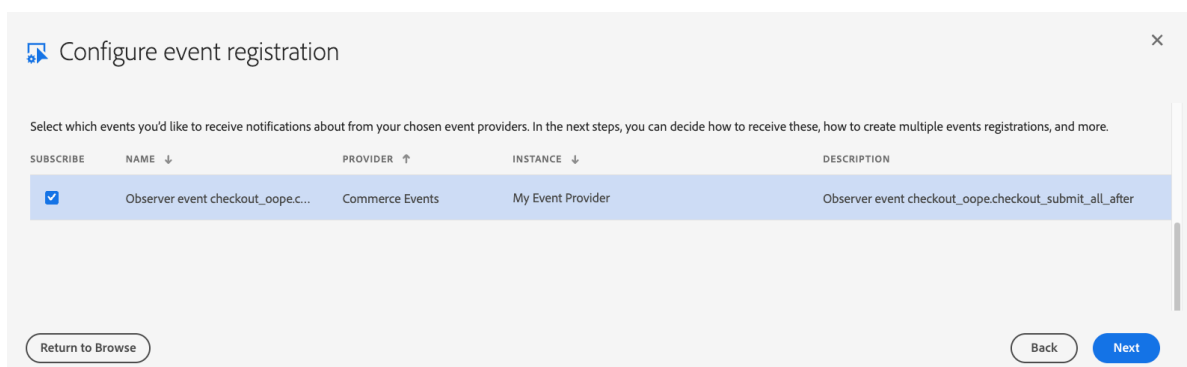 Configure event registration
Select which events you'd like to receive notifications about from your chosen event providers. In the next steps, you can decide how to receive these, how to create multiple events registrations, and more.
SUBSCRIBE NAME ↓ PROVIDER ↑ INSTANCE ↓ DESCRIPTION
Observer event checkout_oope.c... Commerce Events My Event Provider Observer event checkout_oope.checkout_submit_all_after
Return to Browse Back Next